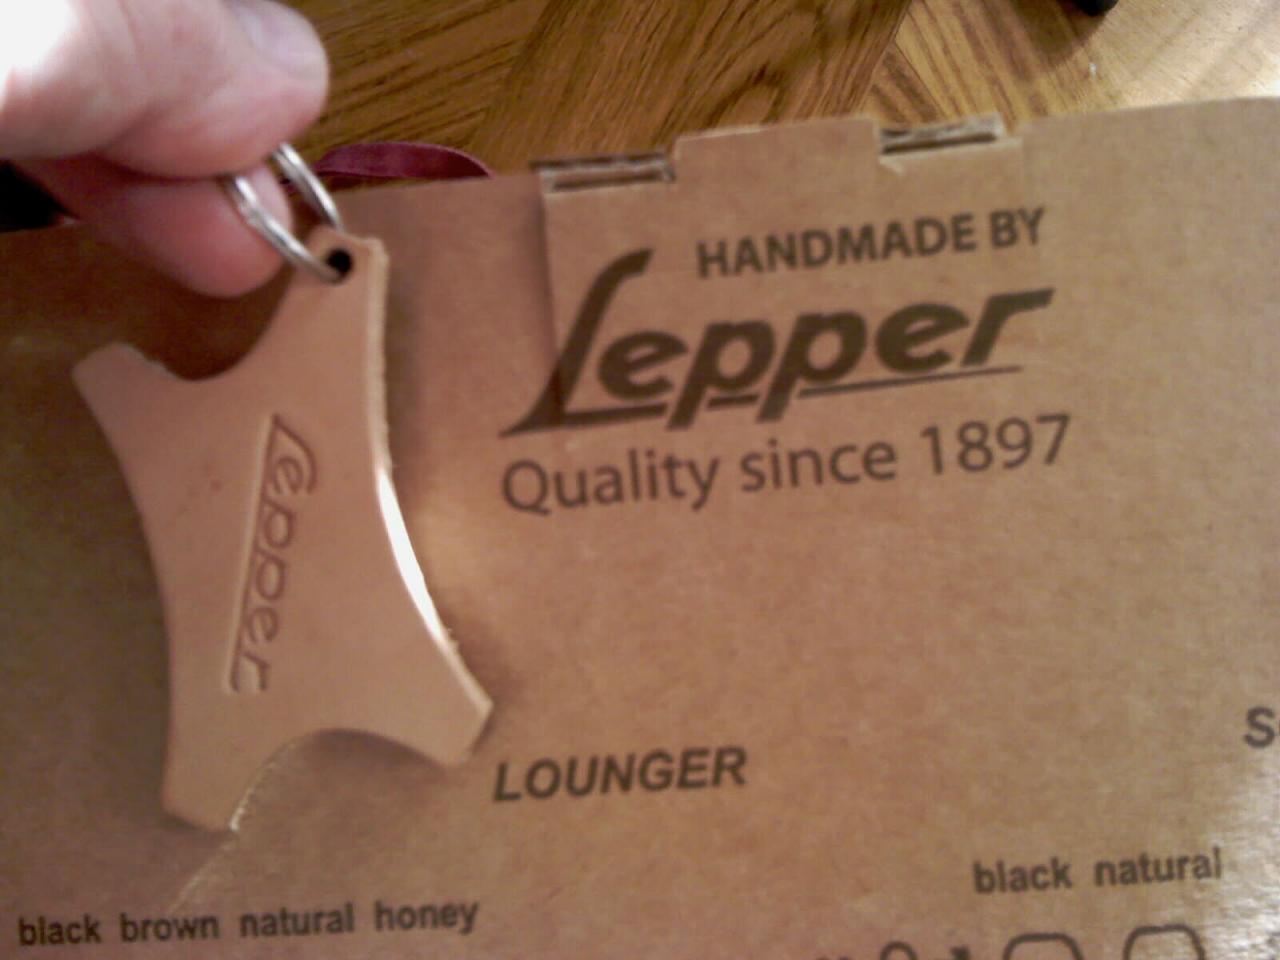 HANDMADE BY
Lepper
Quality since 1897
Lepper
LOUNGER
black natural
black brown natural honey